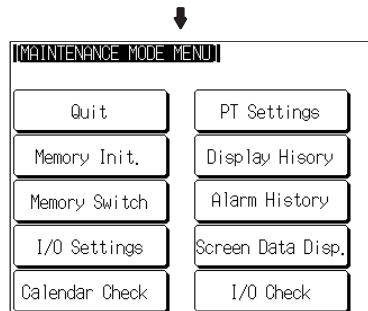 [MAINTENANCE MODE MENU]
Quit
PT Settings
Memory Init.
Display Hisory
Memory Switch
Alarm History
I/O Settings
Screen Data Disp.
Calendar Check
I/O Check